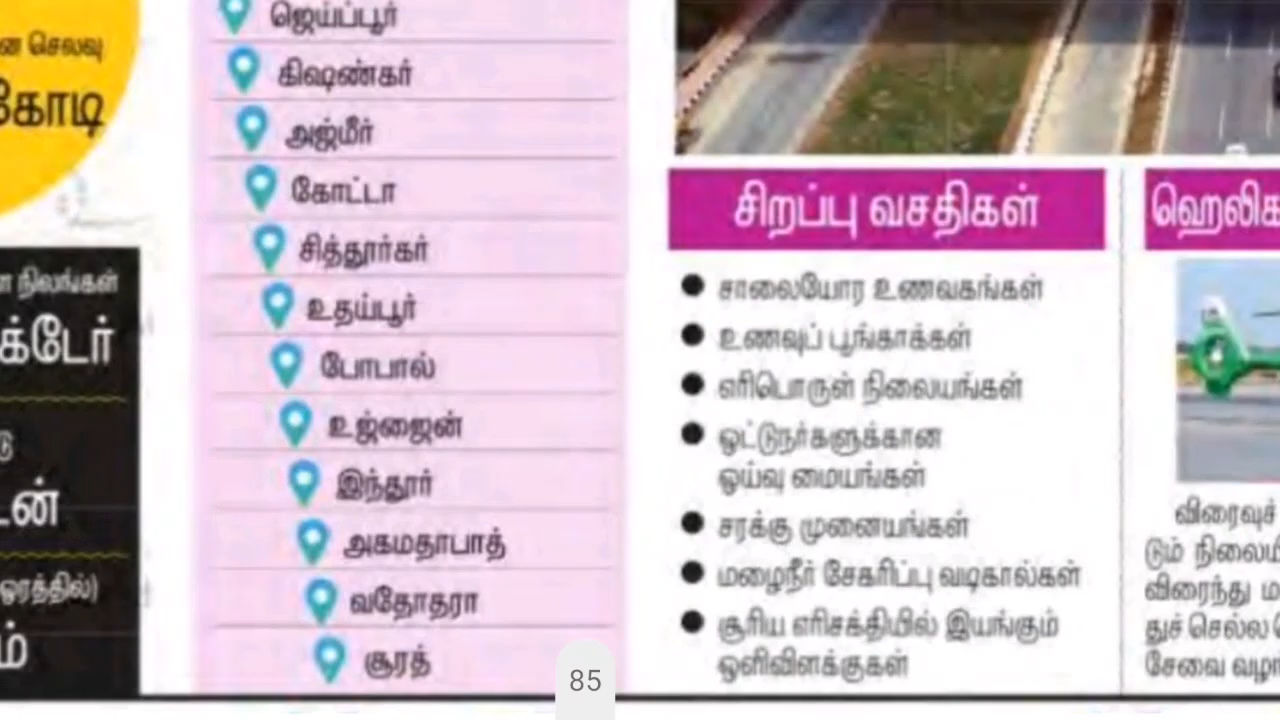 ன செலவு
கோடி
ள நிலங்கள்
க்டேர்
டு
டன்
ஓரத்தில்)
ம்
ஜெய்ப்பூர்
கிஷண்கர்
அஜ்மீர்
கோட்டா
சித்தூர்கர்
உதய்பூர்
போபால்
உஜ்ஜைன்
இந்தூர்
அகமதாபாத்
வதோதரா
சூரத்
சிறப்பு வசதிகள்
சாலையோர உணவகங்கள்
உணவுப் பூங்காக்கள்
எரிபொருள் நிலையங்கள்
ஓட்டுநர்களுக்கான
ஓய்வு மையங்கள்
சரக்கு முனையங்கள்
மழைநீர் சேகரிப்பு வடிகால்கள்
சூரிய எரிசக்தியில் இயங்கும்
ஒளிவிளக்குகள்
ஹெலிக
விரைவுச்
டும் நிலையி
விரைந்து ம
துச் செல்ல
சேவை வழ
85